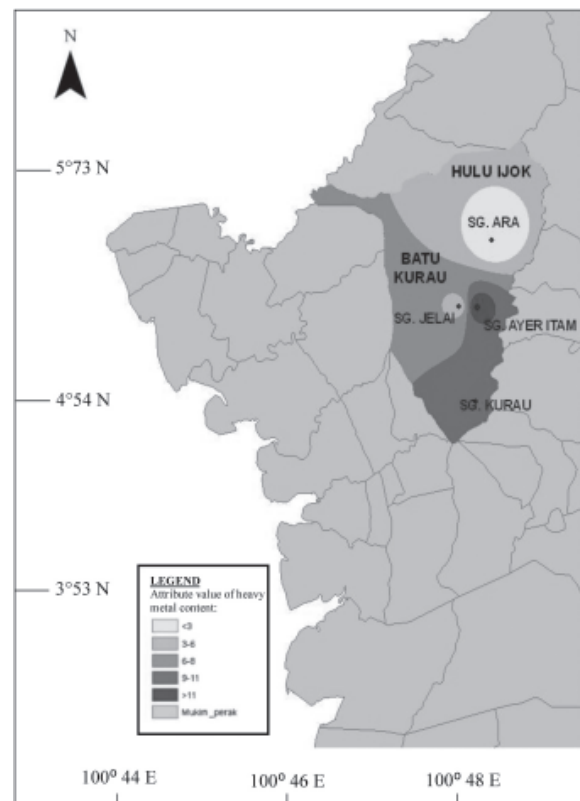 N
5°73 N
HULU IJOK
SG. ARA
BATU
KURAU
SG. JELAI
SG. AYER ITAM
4°54 N
SG. KURAU
3°53 N
LEGEND
Attribute value of heavy
metal content:
<3
3-6
6-8
9-11
>11
Mukim_perak
100° 44 E
100° 46 E
100° 48 E